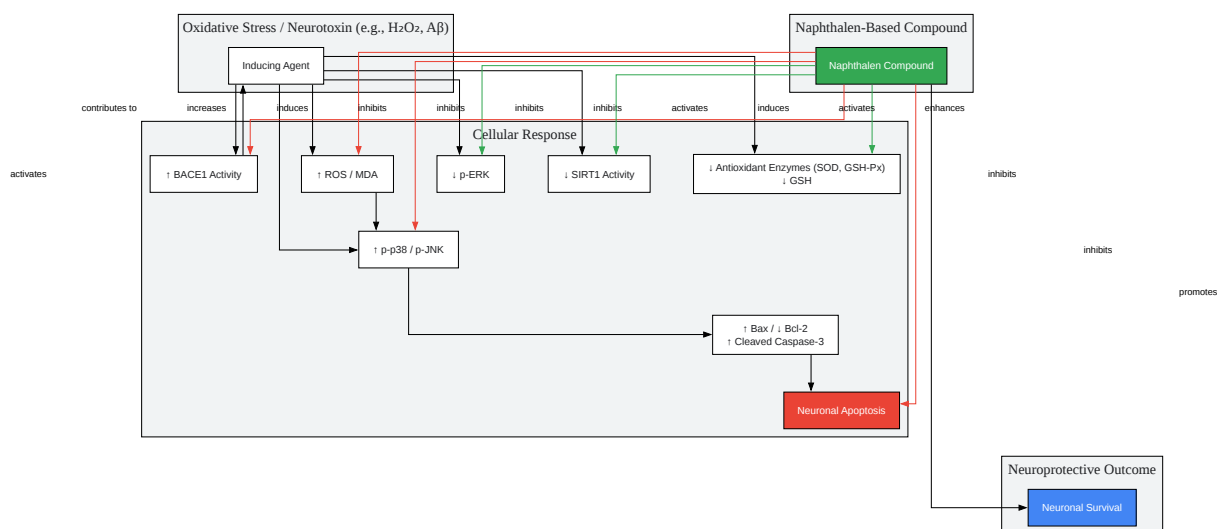 Oxidative Stress / Neurotoxin (e.g., H₂O₂, Aβ)
Naphthalen-Based Compound
Inducing Agent
Naphthalen Compound
contributes to
increases
induces
inhibits
inhibits
inhibits
inhibits
activates
induces
activates
enhances
Cellular Response
↑ BACE1 Activity
↑ ROS / MDA
↓ p-ERK
↓ SIRT1 Activity
↓ Antioxidant Enzymes (SOD, GSH-Px)
↓ GSH
activates
inhibits
↑ p-p38 / p-JNK
inhibits
promotes
↑ Bax / ↓ Bcl-2
↑ Cleaved Caspase-3
Neuronal Apoptosis
Neuroprotective Outcome
Neuronal Survival